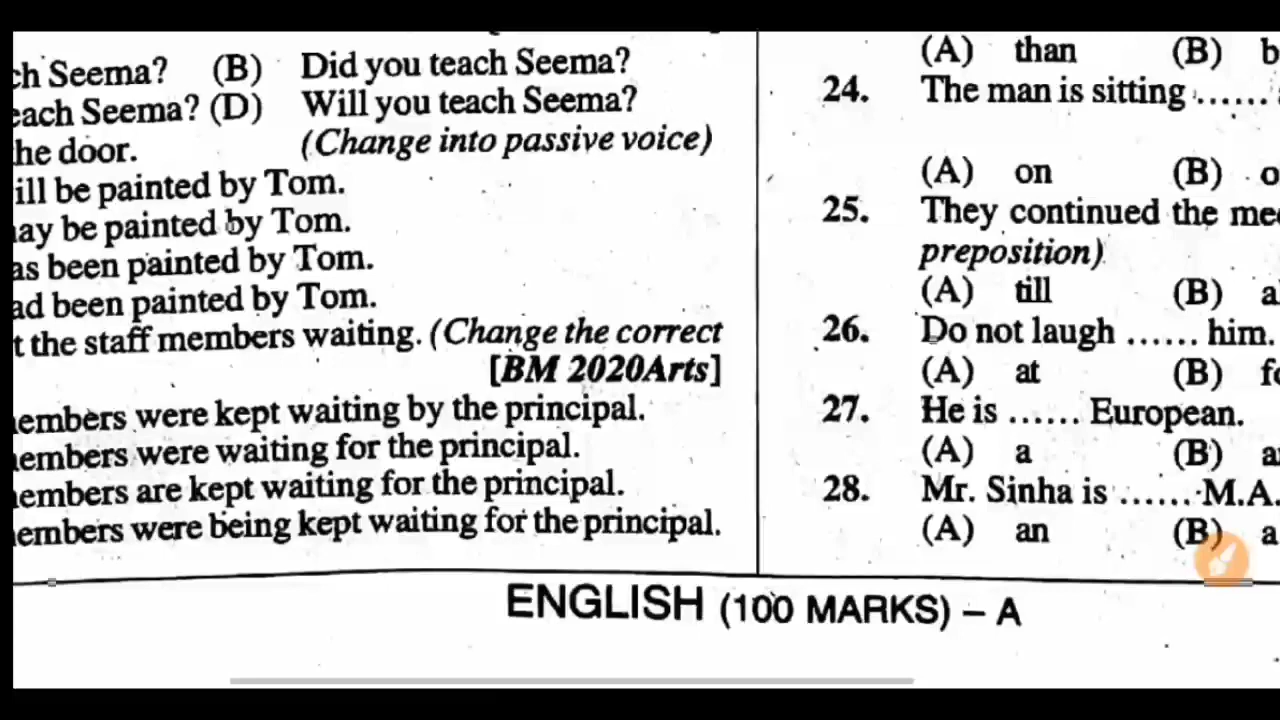 ch Seema? (B) Did you teach Seema?
each Seema? (D) Will you teach Seema?
he door. (Change into passive voice)
ill be painted by Tom.
ay be painted by Tom.
as been painted by Tom.
ad been painted by Tom.
t the staff members waiting. (Change the correct
[BM 2020Arts]
embers were kept waiting by the principal.
embers were waiting for the principal.
embers are kept waiting for the principal.
embers were being kept waiting for the principal.
(A) than (B) b
24. The man is sitting ......
(A) on (B) o
25. They continued the mee
preposition)
(A) till (B) a
26. Do not laugh ...... him.
(A) at (B) fo
27. He is ...... European.
(A) a (B) a
28. Mr. Sinha is ...... M.A.
(A) an (B) a
ENGLISH (100 MARKS) – A